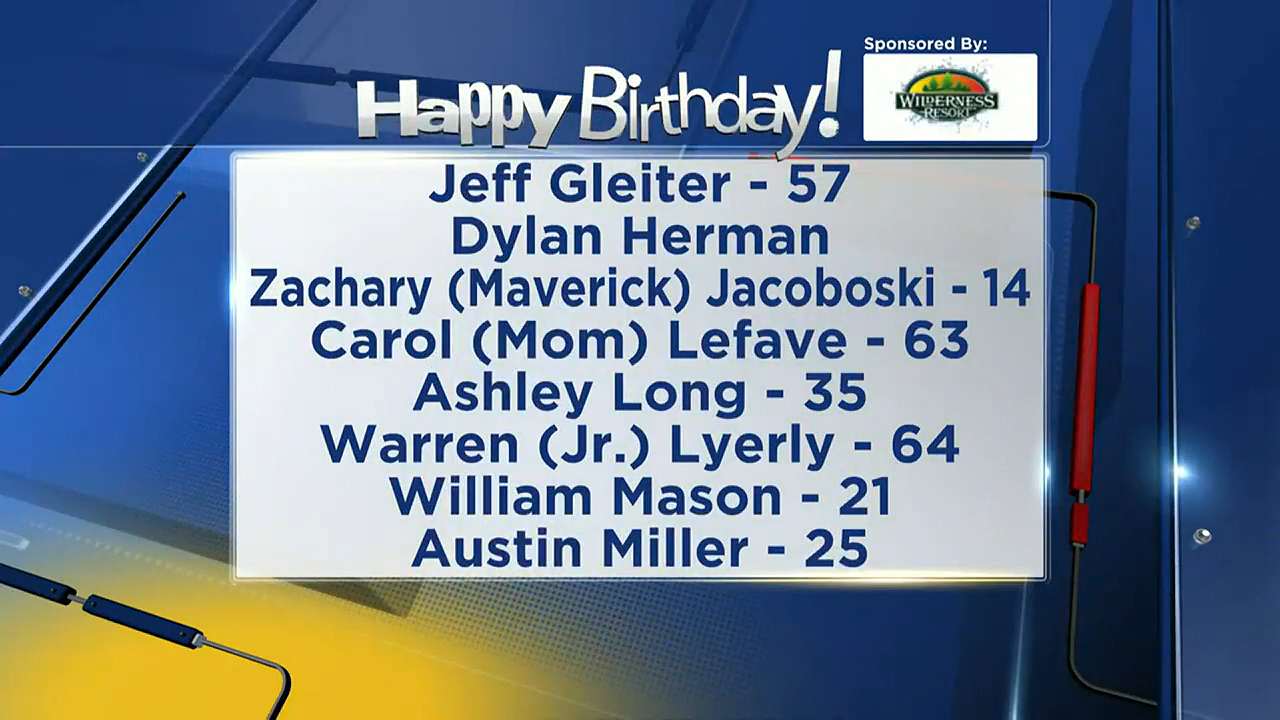 Sponsored By:
Happy Birthday!
WILDERNESS
RESORT
Jeff Gleiter - 57
Dylan Herman
Zachary (Maverick) Jacoboski - 14
Carol (Mom) Lefave - 63
Ashley Long - 35
Warren (Jr.) Lyerly - 64
William Mason - 21
Austin Miller - 25